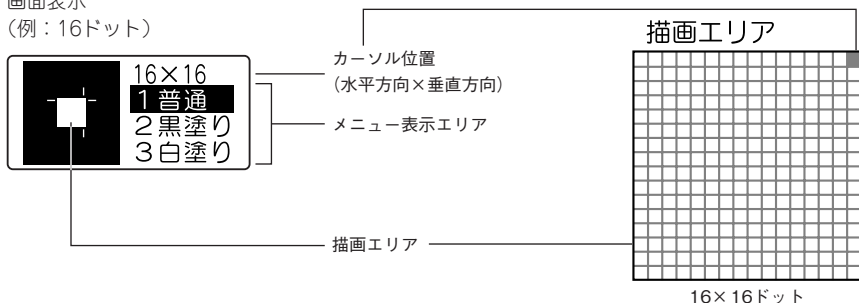 画面表示
(例：16ドット)
16×16
1普通
2黒塗り
3白塗り
カーソル位置
(水平方向×垂直方向)
メニュー表示エリア
描画エリア
描画エリア
16×16ドット